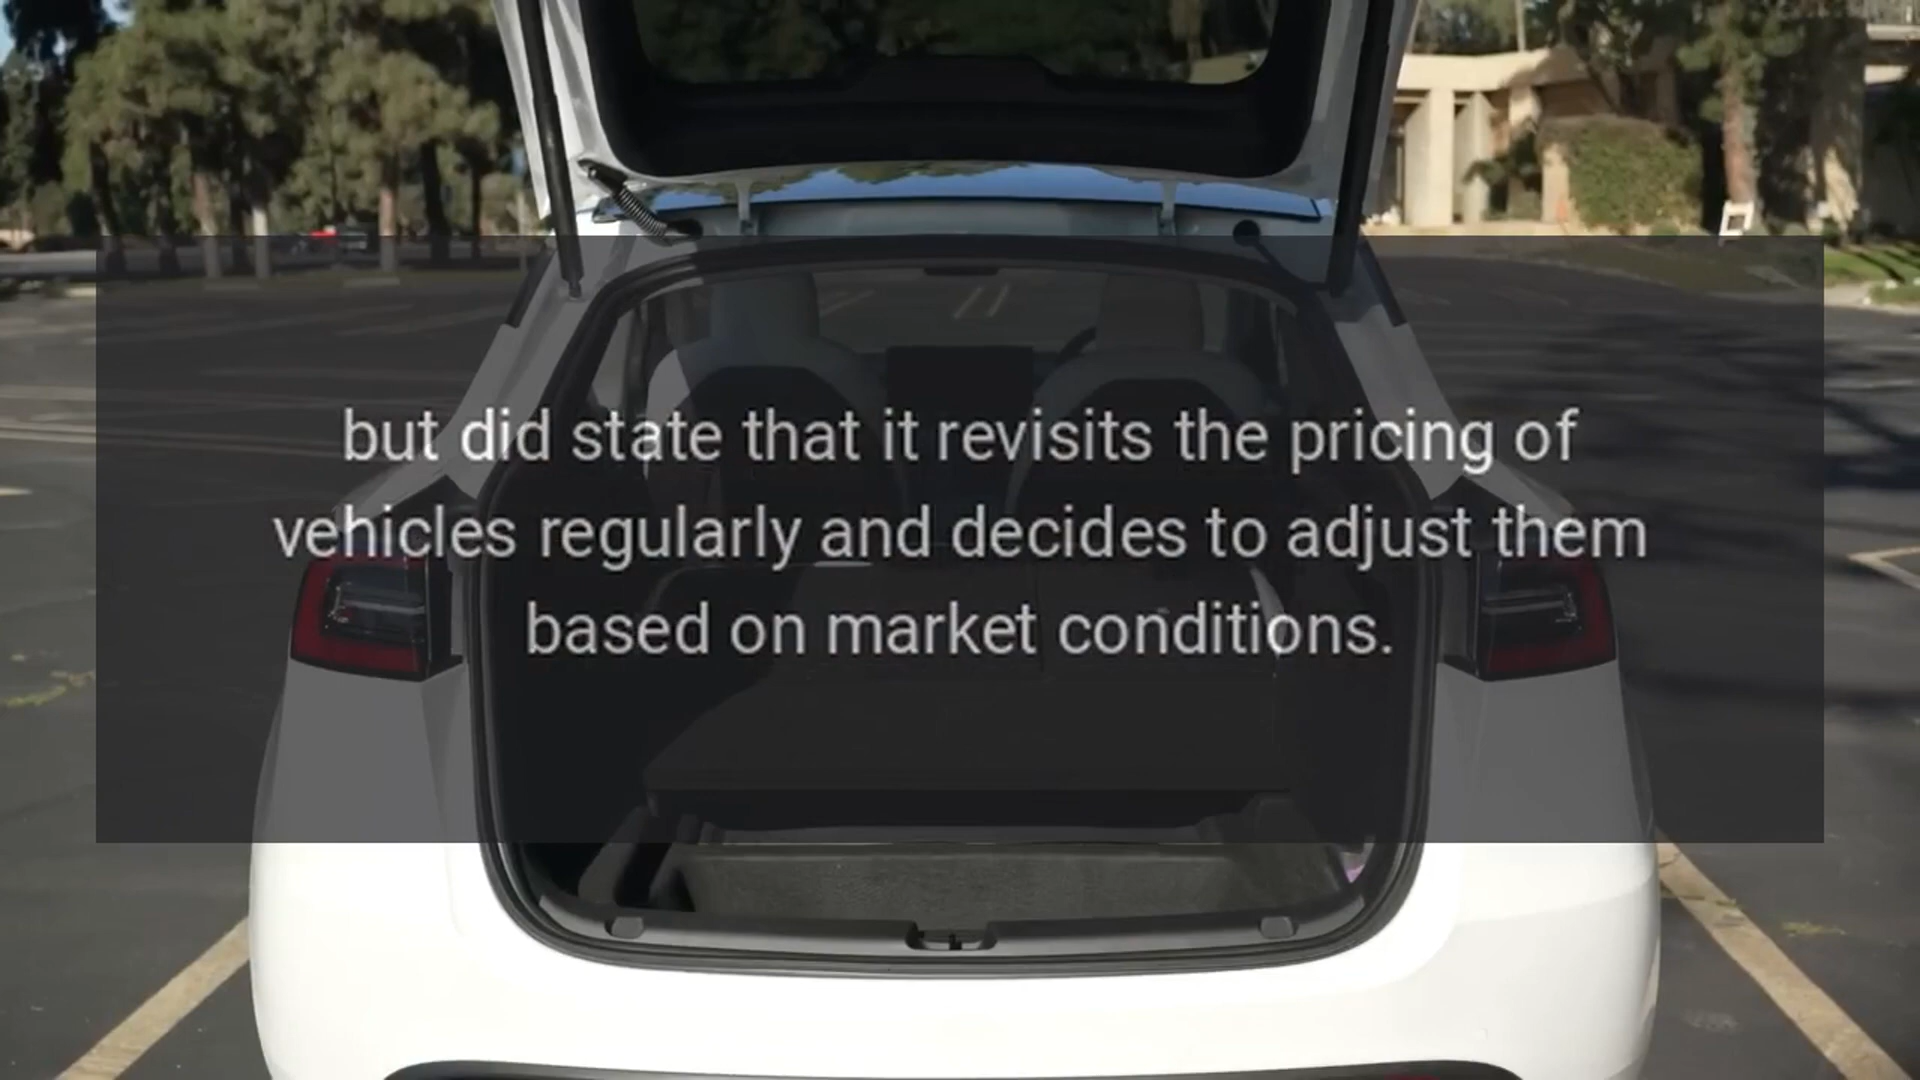 but did state that it revisits the pricing of
vehicles regularly and decides to adjust them
based on market conditions.